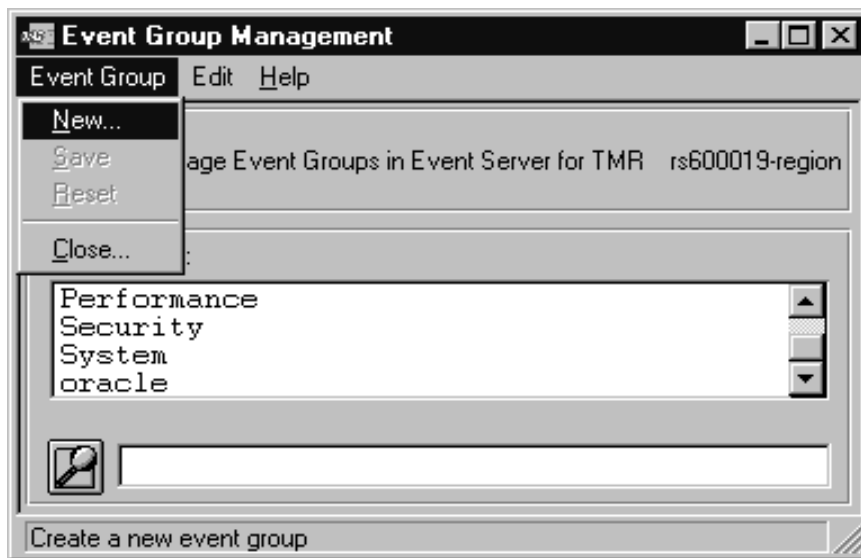 Event Group Management
Event Group Edit Help
New...
Save
Reset
Close...
age Event Groups in Event Server for TMR rs600019-region
:
Performance
Security
System
oracle
Create a new event group